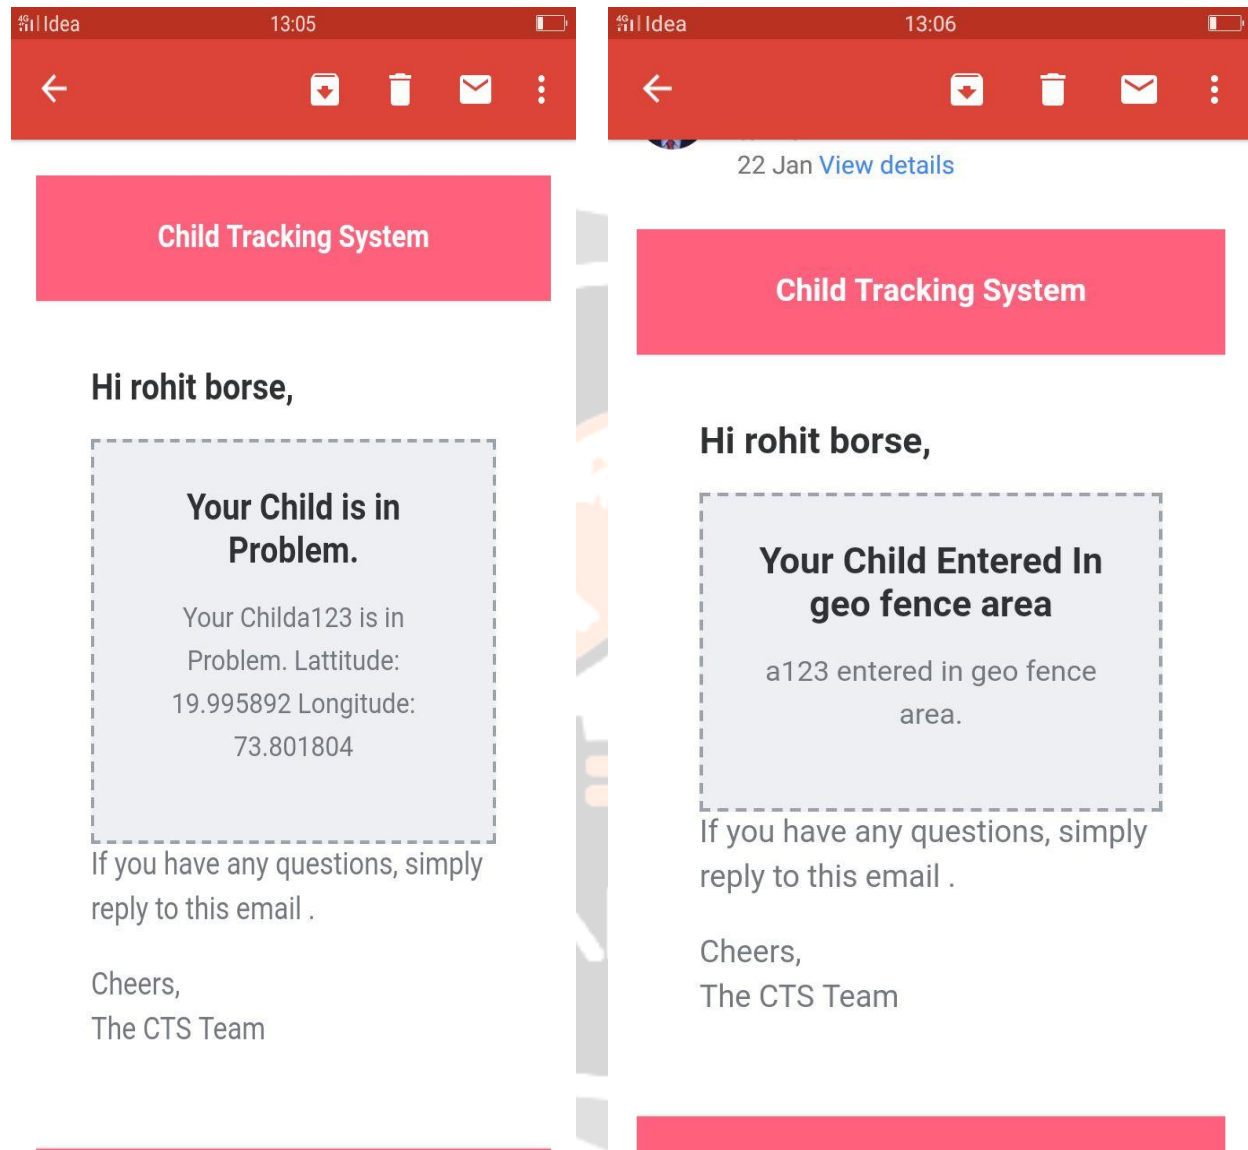 4G Idea 13:05
Child Tracking System
Hi rohit borse,
Your Child is in
Problem.
Your Childa123 is in
Problem. Lattitude:
19.995892 Longitude:
73.801804
If you have any questions, simply
reply to this email .
Cheers,
The CTS Team
4G Idea 13:06
22 Jan View details
Child Tracking System
Hi rohit borse,
Your Child Entered In
geo fence area
a123 entered in geo fence
area.
If you have any questions, simply
reply to this email .
Cheers,
The CTS Team